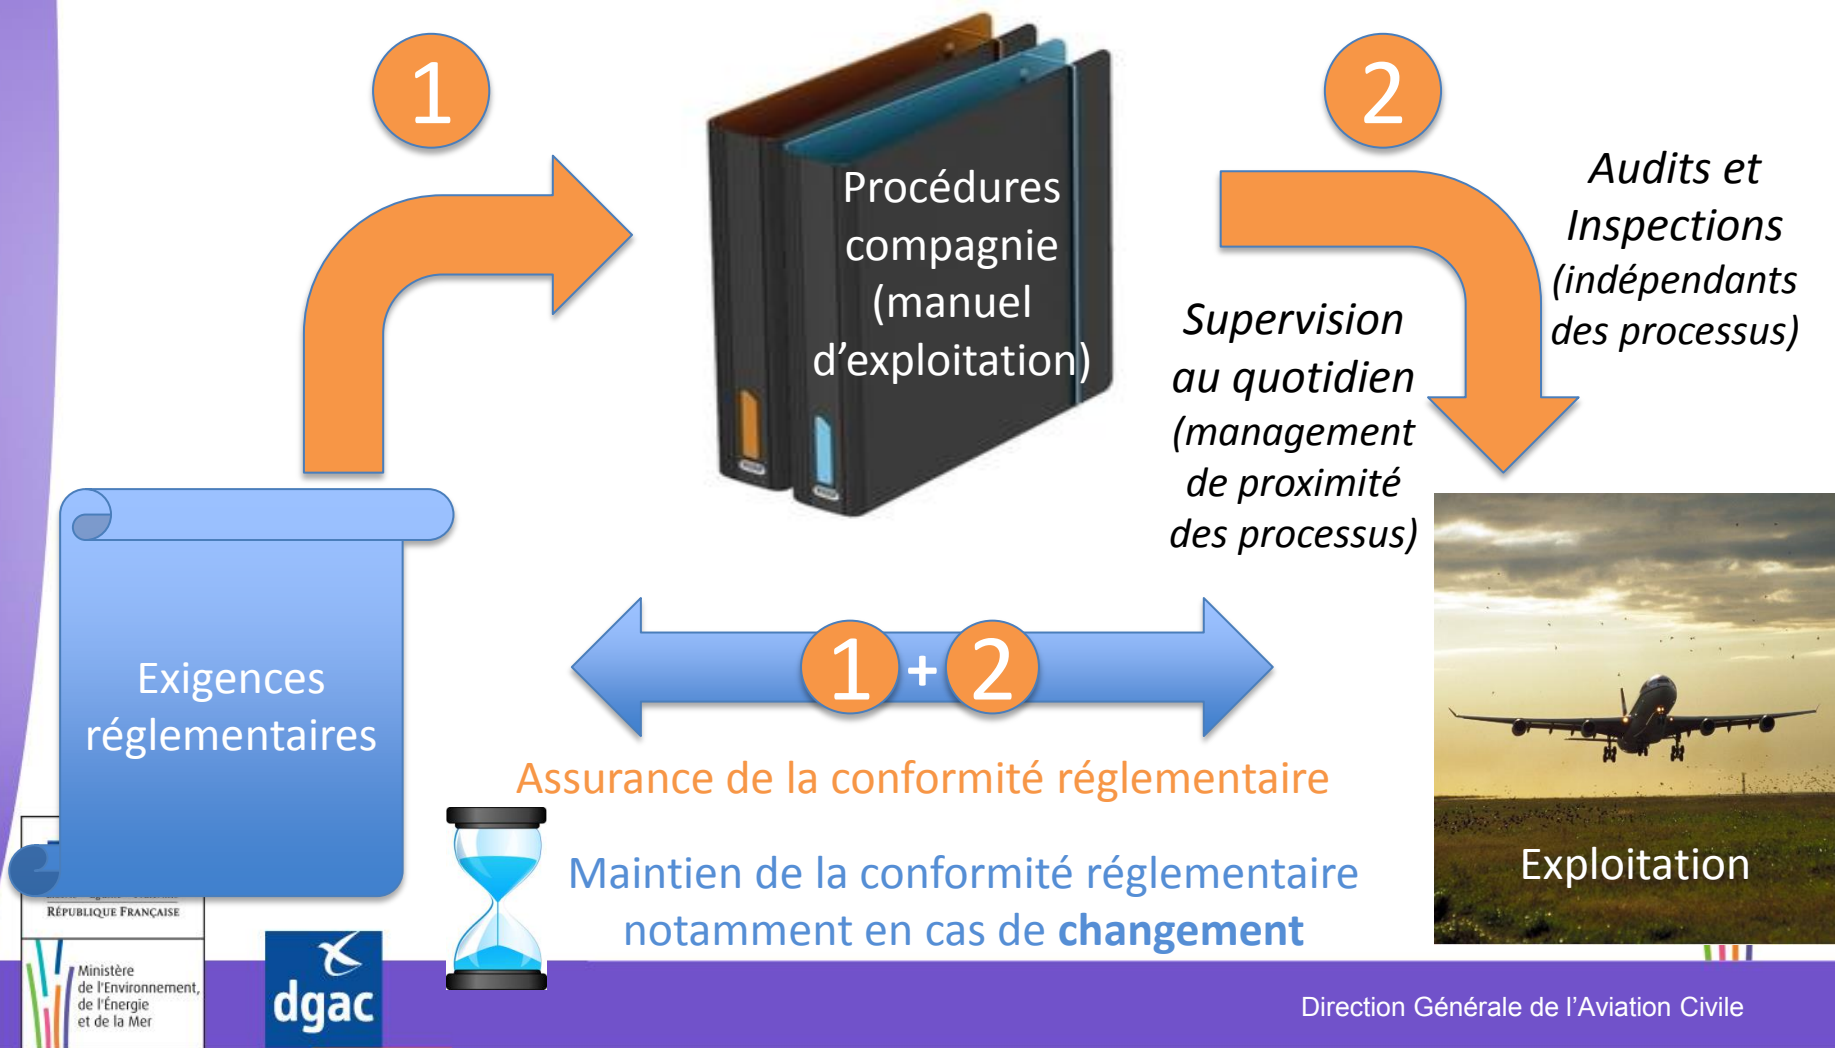 1
Procédures
compagnie
(manuel
d’exploitation)
2
Audits et
Inspections
(indépendants
des processus)
Supervision
au quotidien
(management
de proximité
des processus)
Exigences
réglementaires
1 + 2
Assurance de la conformité réglementaire
Maintien de la conformité réglementaire
notamment en cas de changement
Exploitation
RÉPUBLIQUE FRANÇAISE
Ministère
de l'Environnement,
de l'Énergie
et de la Mer
dgac
Direction Générale de l’Aviation Civile